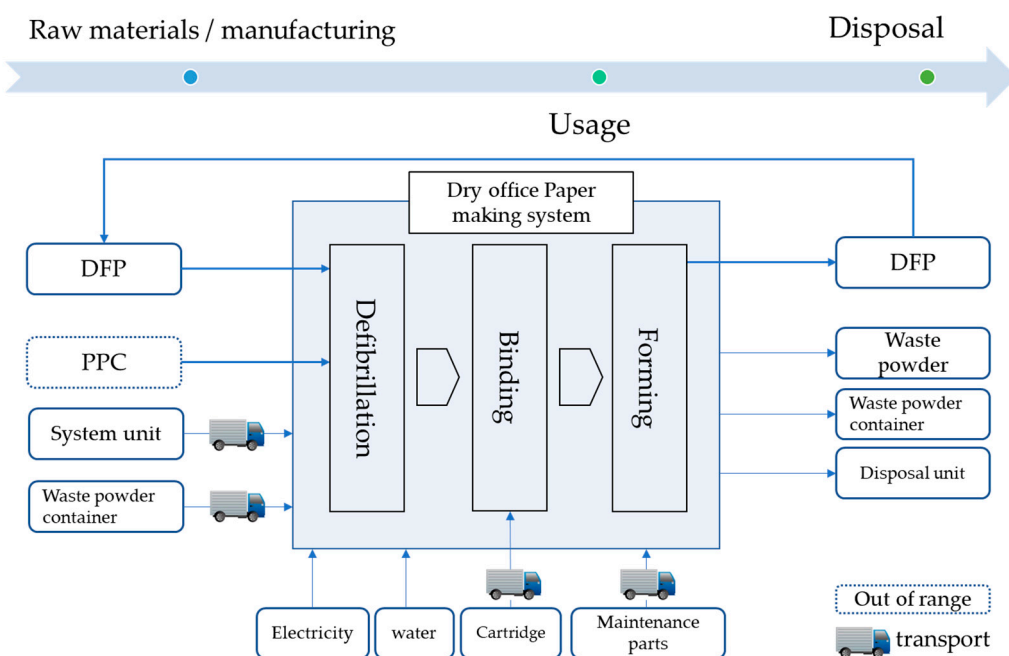 Raw materials / manufacturing
Disposal
Usage
Dry office Paper
making system
DFP
DFP
Defibrillation
Binding
Forming
PPC
Waste
powder
System unit
Waste powder
container
Waste powder
container
Disposal unit
Electricity
water
Cartridge
Maintenance
parts
Out of range
transport